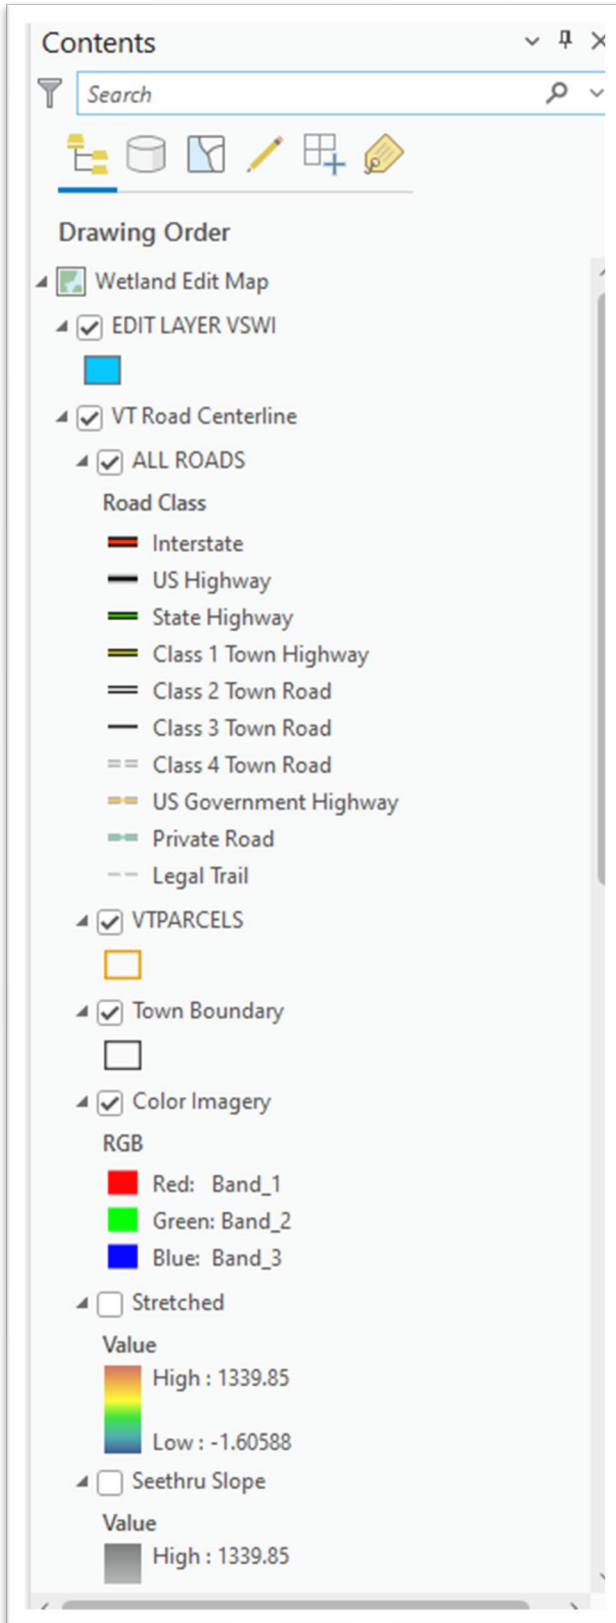 Contents
Search
Drawing Order
Wetland Edit Map
EDIT LAYER VSWI
VT Road Centerline
ALL ROADS
Road Class
Interstate
US Highway
State Highway
Class 1 Town Highway
Class 2 Town Road
Class 3 Town Road
Class 4 Town Road
US Government Highway
Private Road
Legal Trail
VTPARCELS
Town Boundary
Color Imagery
RGB
Red: Band_1
Green: Band_2
Blue: Band_3
Stretched
Value
High : 1339.85
Low : -1.60588
Seethru Slope
Value
High : 1339.85